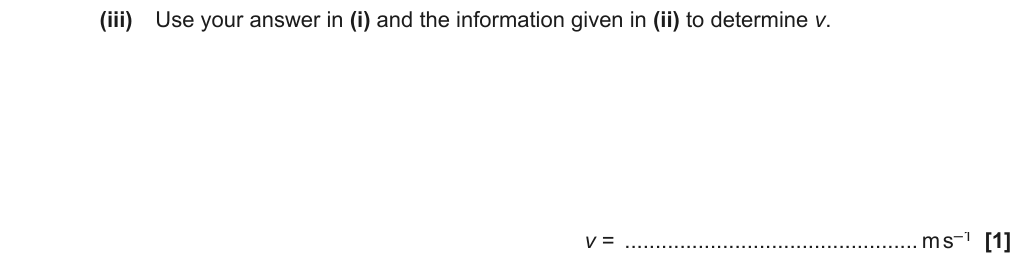 (iii) Use your answer in (i) and the information given in (ii) to determine v.
v = ................................................ m s⁻¹ [1]